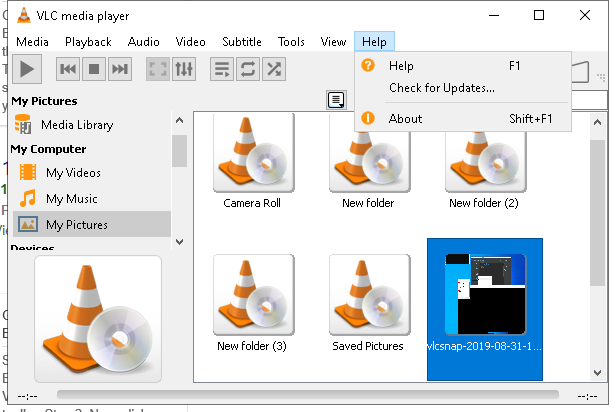 VLC media player
Media Playback Audio Video Subtitle Tools View Help
Help F1
Check for Updates...
About Shift+F1
My Pictures
Media Library
My Computer
My Videos
My Music
My Pictures
Devices
Camera Roll
New folder
New folder (2)
New folder (3)
Saved Pictures
vlcsnap-2019-08-31-1...
--:--
--:--